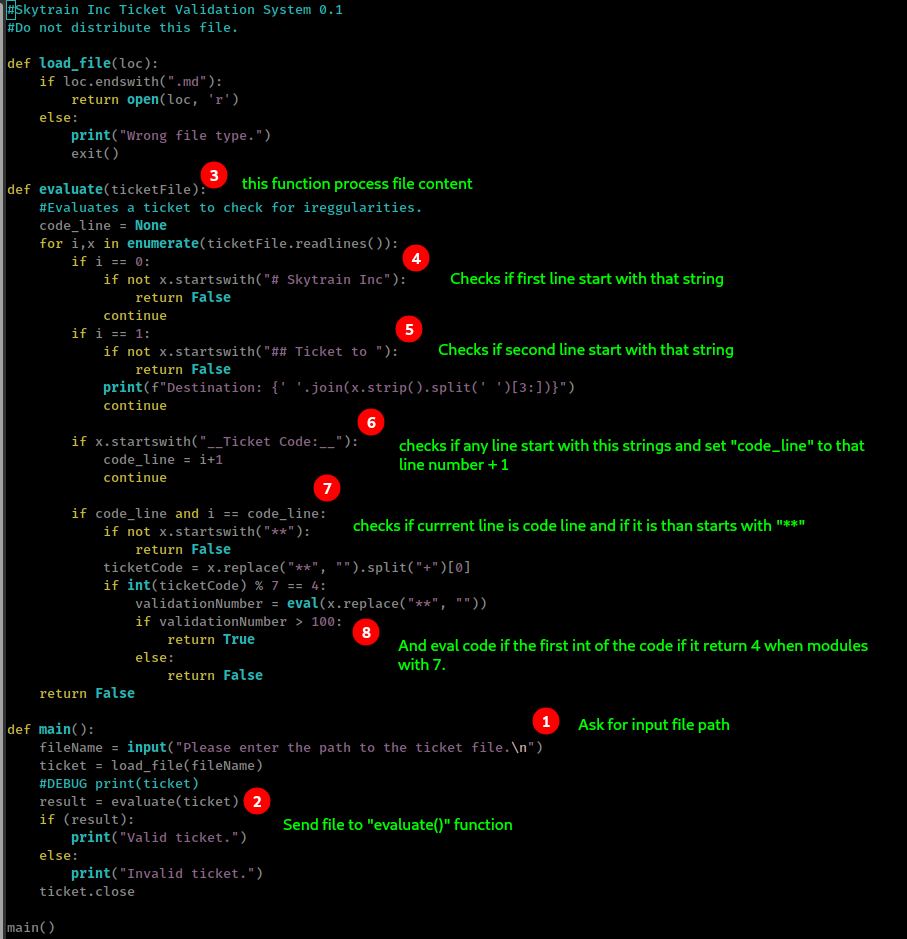 #Skytrain Inc Ticket Validation System 0.1
#Do not distribute this file.

def load_file(loc):
    if loc.endswith(".md"):
        return open(loc, 'r')
    else:
        print("Wrong file type.")
        exit()

def evaluate(ticketFile):
3 this function process file content
    #Evaluates a ticket to check for ireggularities.
    code_line = None
    for i,x in enumerate(ticketFile.readlines()):
        if i == 0:
4 Checks if first line start with that string
            if not x.startswith("# Skytrain Inc"):
                return False
            continue
        if i == 1:
5 Checks if second line start with that string
            if not x.startswith("## Ticket to "):
                return False
            print(f"Destination: {' '.join(x.strip().split(' ')[3:])}")
            continue

        if x.startswith("__Ticket Code:__"):
6 checks if any line start with this strings and set "code_line" to that
line number + 1
            code_line = i+1
            continue

        if code_line and i == code_line:
7 checks if currrent line is code line and if it is than starts with "**"
            if not x.startswith("**"):
                return False
            ticketCode = x.replace("**", "").split("+")[0]
            if int(ticketCode) % 7 == 4:
                validationNumber = eval(x.replace("**", ""))
                if validationNumber > 100:
                    return True
8 And eval code if the first int of the code if it return 4 when modules
with 7.
                else:
                    return False
    return False

def main():
1 Ask for input file path
    fileName = input("Please enter the path to the ticket file.\n")
    ticket = load_file(fileName)
    #DEBUG print(ticket)
    result = evaluate(ticket)
2 Send file to "evaluate()" function
    if (result):
        print("Valid ticket.")
    else:
        print("Invalid ticket.")
    ticket.close

main()